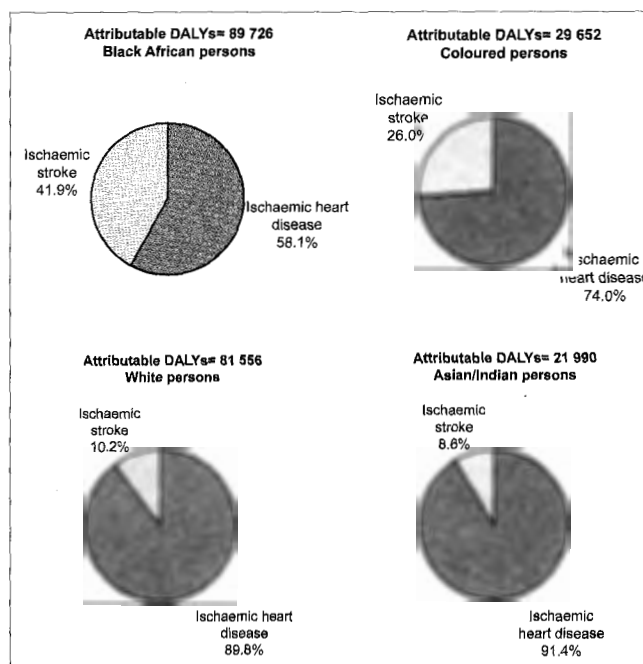 Attributable DALYs= 89 726
Black African persons
Ischaemic
stroke
41.9%
Ischaemic heart
disease
58.1%
Attributable DALYs= 29 652
Coloured persons
Ischaemic
stroke
26.0%
schaemic
heart disease
74.0%
Attributable DALYs= 81 556
White persons
Ischaemic
stroke
10.2%
Ischaemic heart
disease
89.8%
Attributable DALYs= 21 990
Asian/Indian persons
Ischaemic
stroke
8.6%
Ischaemic
heart disease
91.4%